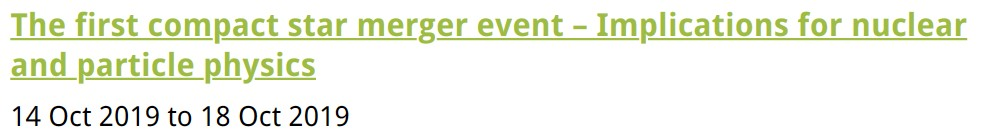 The first compact star merger event – Implications for nuclear
and particle physics
14 Oct 2019 to 18 Oct 2019